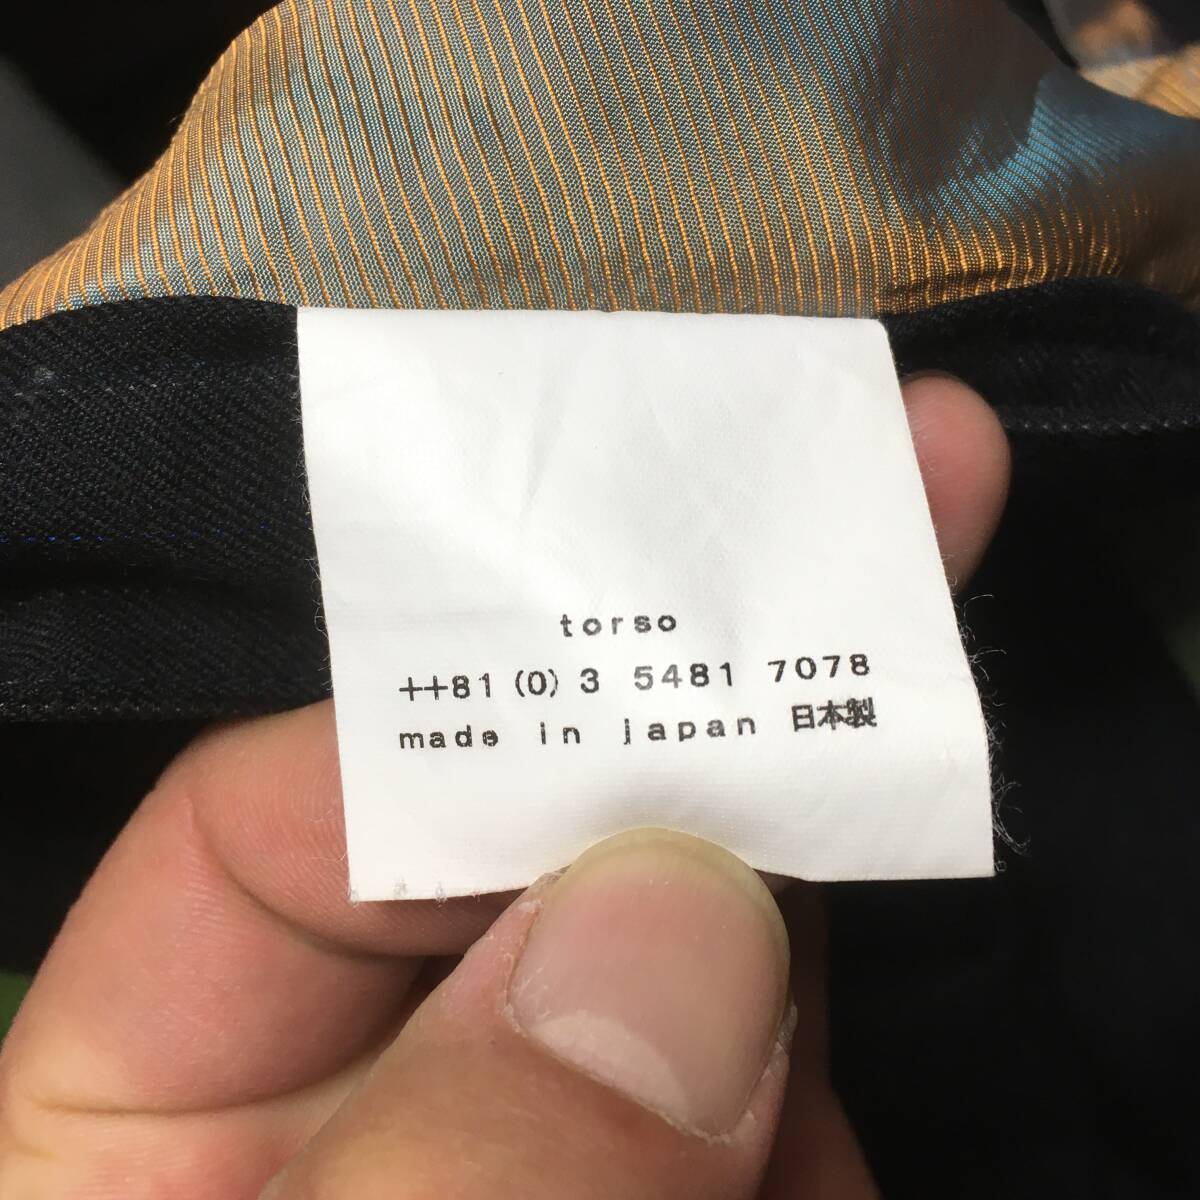 torso
++81 (0) 3 5481 7078
made in japan 日本製